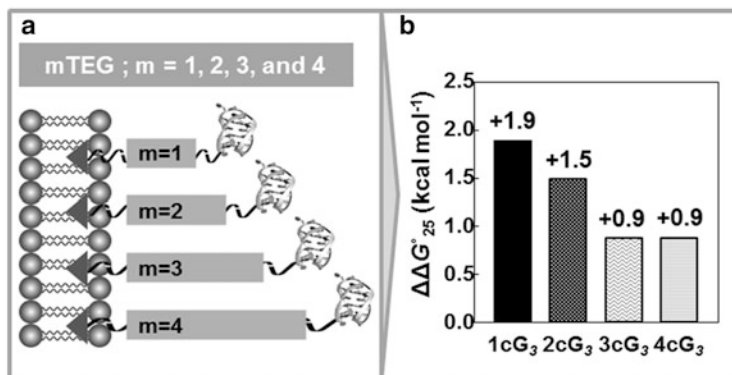 a
mTEG ; m = 1, 2, 3, and 4
m=1
m=2
m=3
m=4
b
ΔΔG°25 (kcal mol-1)
2.5
2.0
1.5
1.0
0.5
0.0
+1.9
+1.5
+0.9 +0.9
1cG3 2cG3 3cG3 4cG3